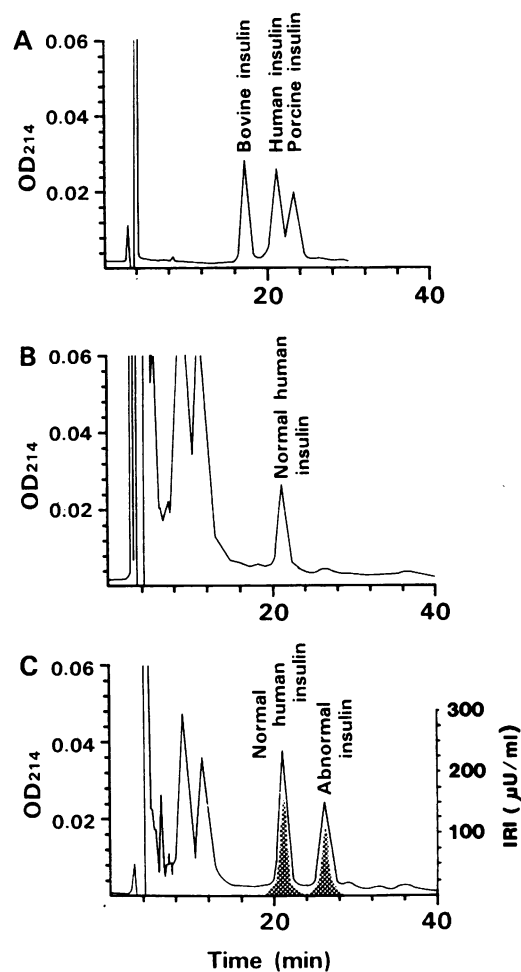 A
0.06
0.04
0.02
OD214
Bovine insulin
Human insulin
Porcine insulin
20
40
B
0.06
0.04
0.02
OD214
Normal human
insulin
20
40
C
0.06
0.04
0.02
OD214
Normal
human
insulin
Abnormal
insulin
300
200
100
IRI ( μU/ml)
20
40
Time (min)